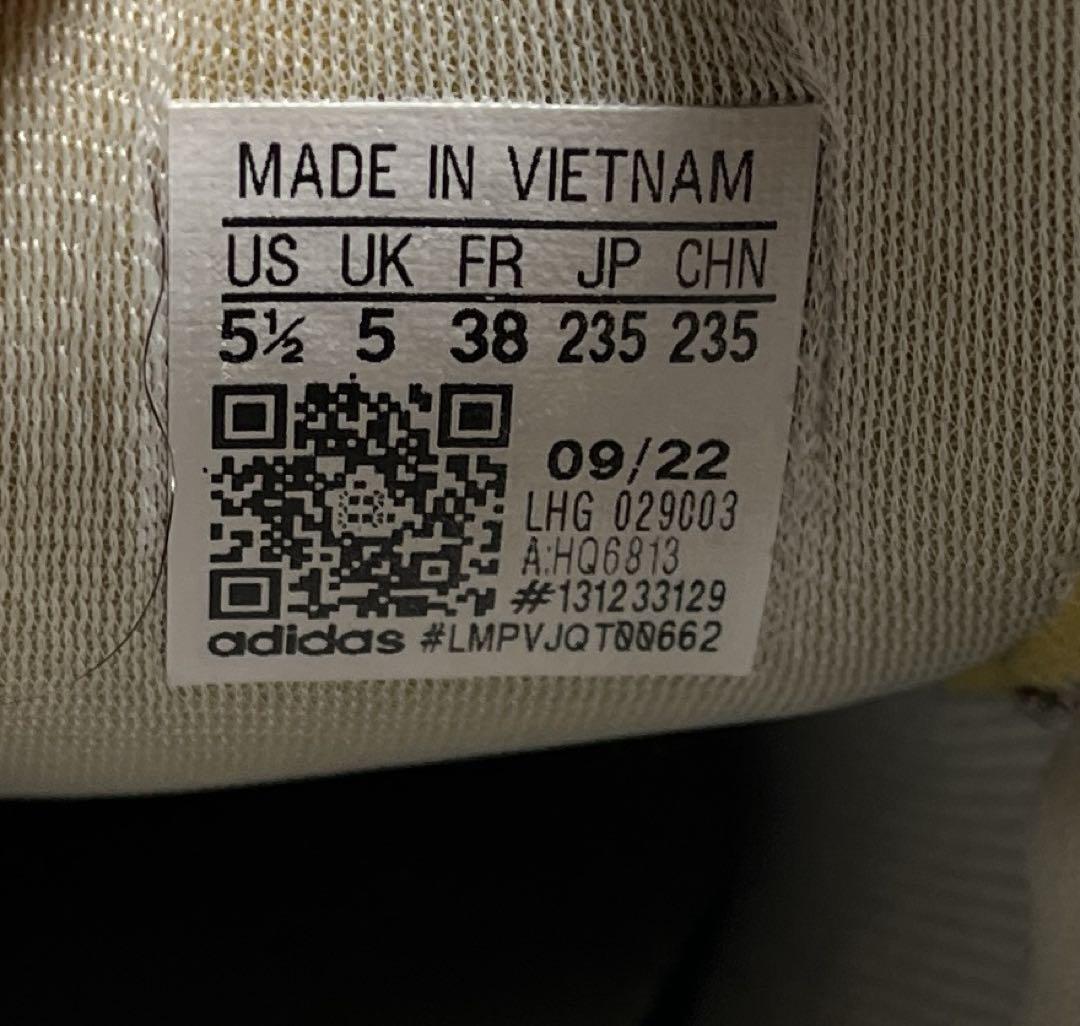 MADE IN VIETNAM
US UK FR JP CHN
5½ 5 38 235 235
09/22
LHG 029003
A:HQ6813
#131233129
adidas #LMPVJQT00662